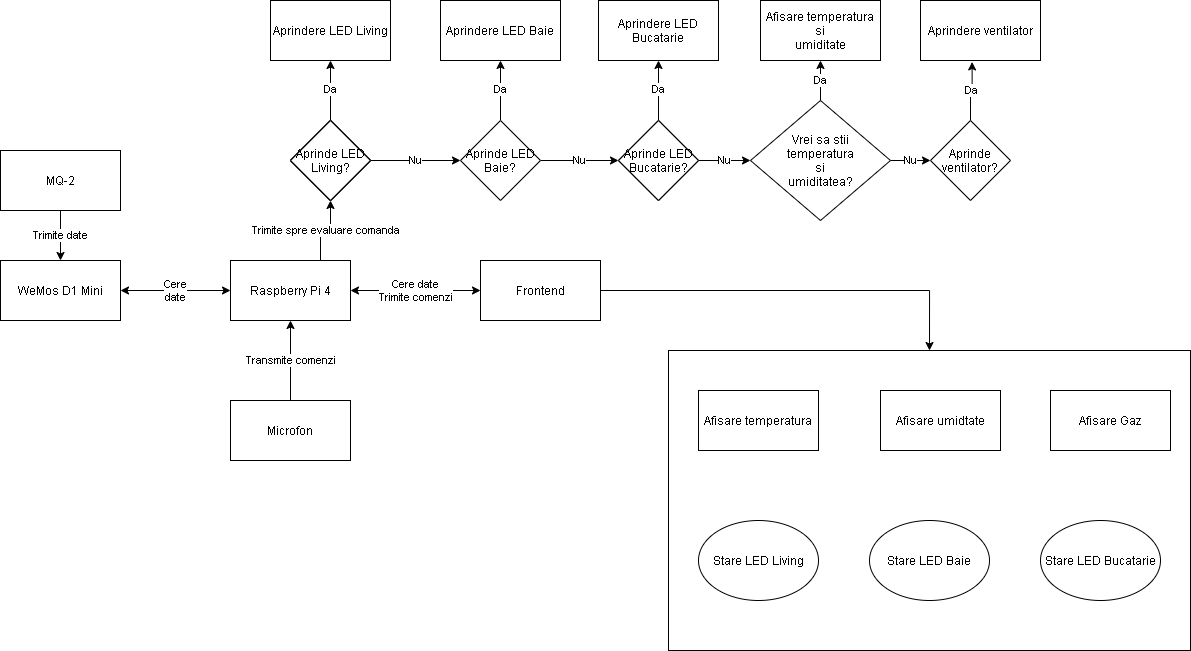 Aprindere LED Living
Aprindere LED Baie
Aprindere LED
Bucatarie
Afisare temperatura
si
umiditate
Aprindere ventilator
Da
Da
Da
Da
Da
Aprinde LED
Living?
Nu
Aprinde LED
Baie?
Nu
Aprinde LED
Bucatarie?
Nu
Vrei sa stii
temperatura
si
umiditatea?
Nu
Aprinde
ventilator?
MQ-2
Trimite date
Trimite spre evaluare comanda
WeMos D1 Mini
Cere
date
Raspberry Pi 4
Cere date
Trimite comenzi
Frontend
Transmite comenzi
Microfon
Afisare temperatura
Afisare umidtate
Afisare Gaz
Stare LED Living
Stare LED Baie
Stare LED Bucatarie